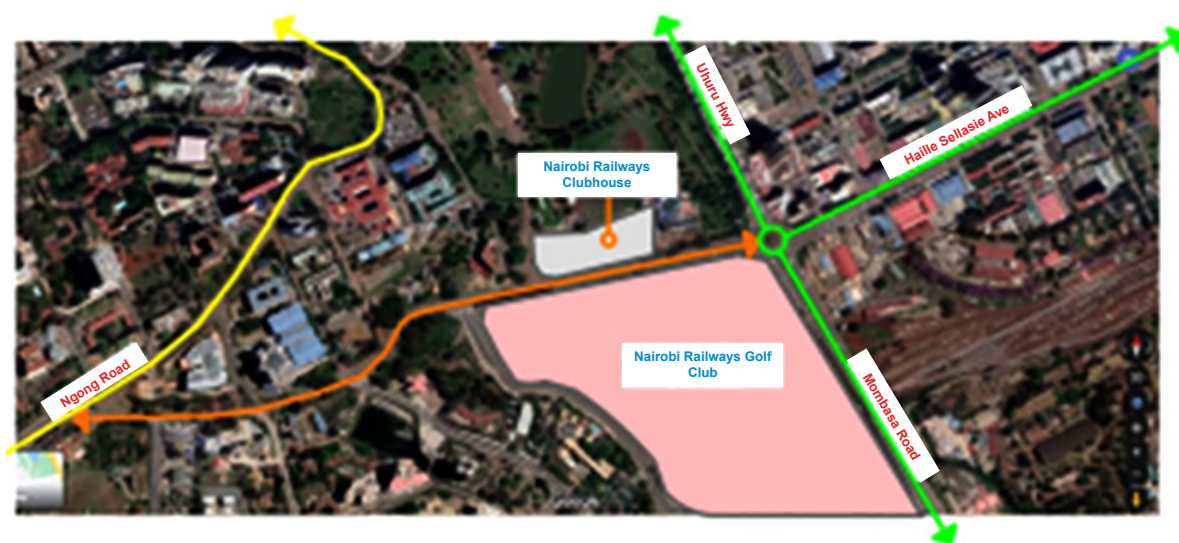 Uhuru Hwy
Haille Sellasie Ave
Nairobi Railways
Clubhouse
Nairobi Railways Golf
Club
Ngong Road
Mombasa Road